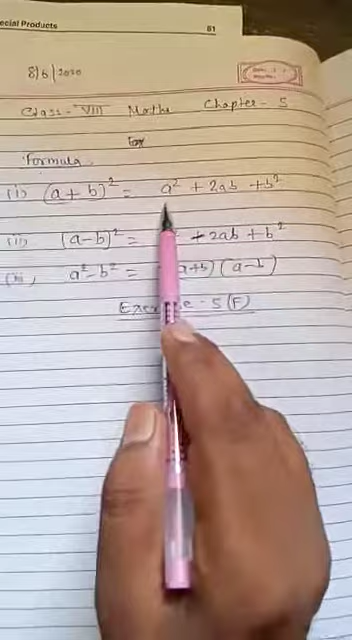 ecial Products 81
8/6/2020
Class - VIII Maths Chapter - 5
Formula
(i) (a + b)² = a² + 2ab + b²
(ii) (a-b)² = + 2ab + b²
(iii) a² - b² = (a+b) (a-b)
Exercise - 5 (F)